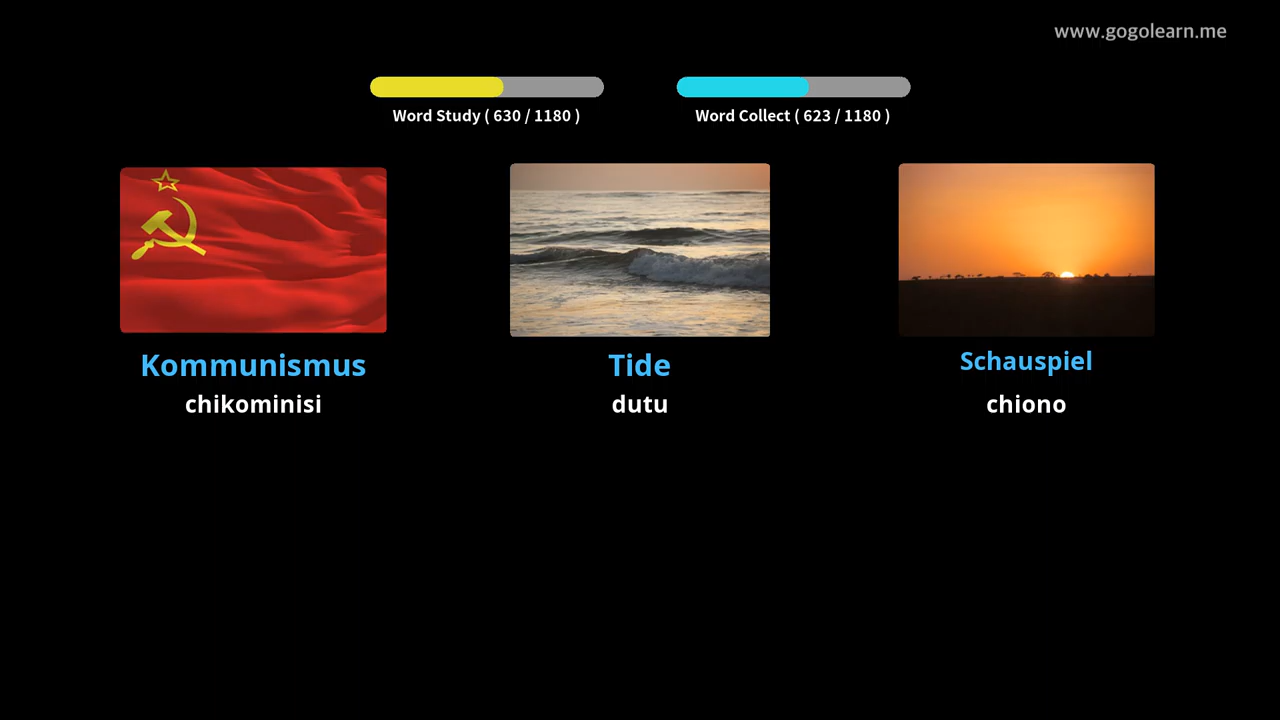 www.gogolearn.me
Word Study ( 630 / 1180 )
Word Collect ( 623 / 1180 )
Kommunismus
chikominisi
Tide
dutu
Schauspiel
chiono